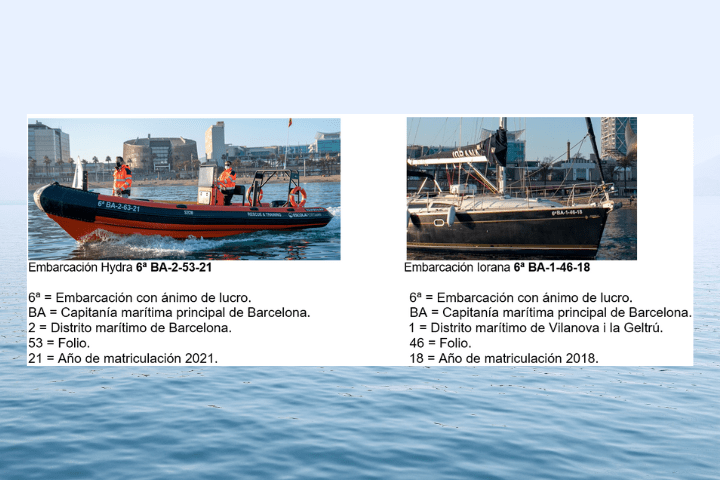 6ª BA-2-63-21
RESCUE & TRAINING
IORANA
6ª BA-1-46-18
Embarcación Hydra 6ª BA-2-53-21
6ª = Embarcación con ánimo de lucro.
BA = Capitanía marítima principal de Barcelona.
2 = Distrito marítimo de Barcelona.
53 = Folio.
21 = Año de matriculación 2021.
Embarcación Iorana 6ª BA-1-46-18
6ª = Embarcación con ánimo de lucro.
BA = Capitanía marítima principal de Barcelona.
1 = Distrito marítimo de Vilanova i la Geltrú.
46 = Folio.
18 = Año de matriculación 2018.